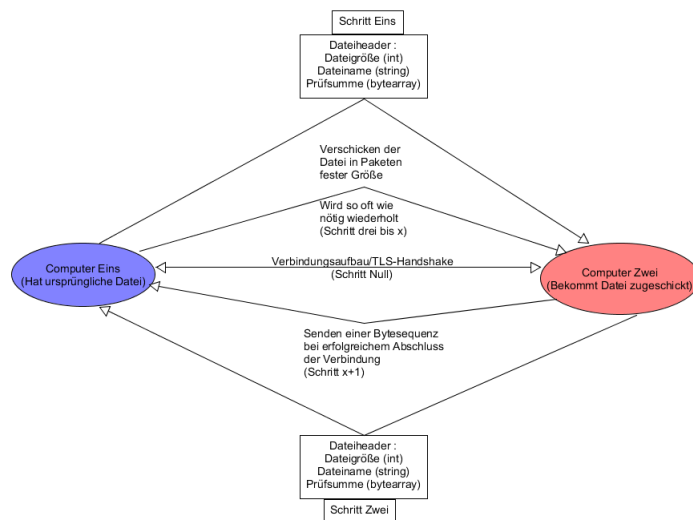 Schritt Eins
Dateiheader :
Dateigröße (int)
Dateiname (string)
Prüfsumme (bytearray)
Verschicken der
Datei in Paketen
fester Größe
Wird so oft wie
nötig wiederholt
(Schritt drei bis x)
Computer Eins
(Hat ursprüngliche Datei)
Verbindungsaufbau/TLS-Handshake
(Schritt Null)
Computer Zwei
(Bekommt Datei zugeschickt)
Senden einer Bytesequenz
bei erfolgreichem Abschluss
der Verbindung
(Schritt x+1)
Dateiheader :
Dateigröße (int)
Dateiname (string)
Prüfsumme (bytearray)
Schritt Zwei